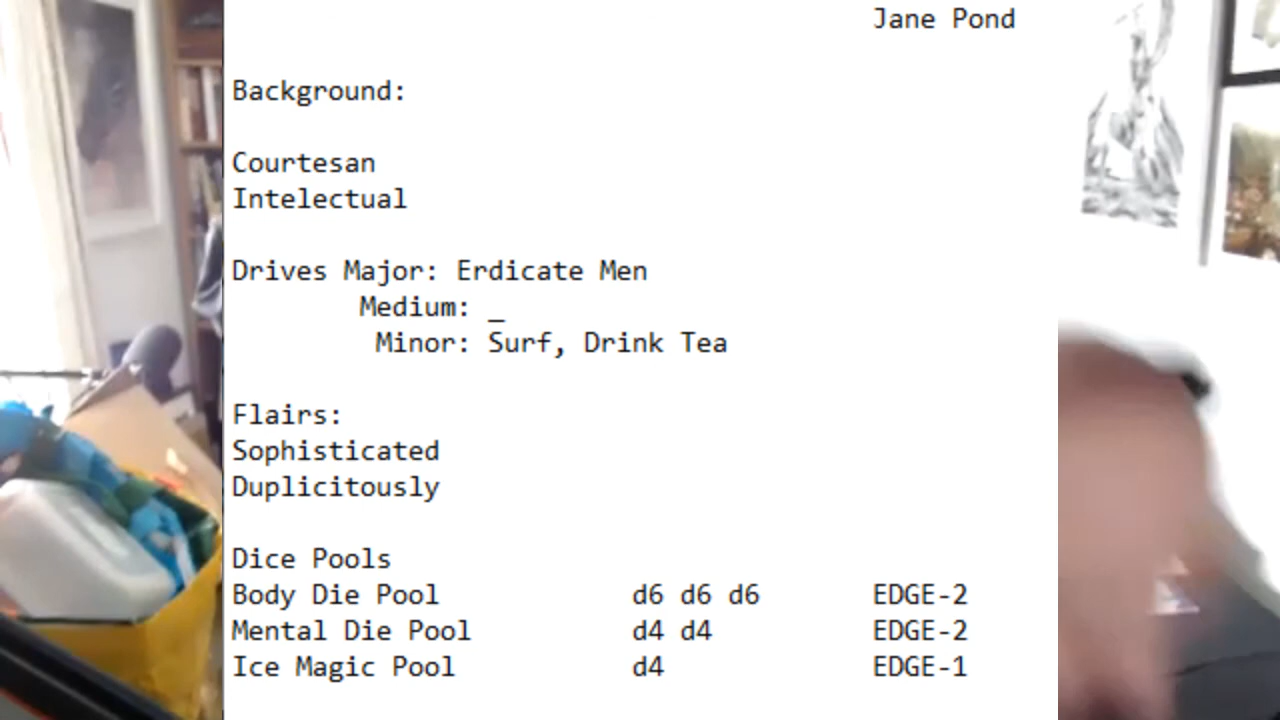 Jane Pond
Background:
Courtesan
Intelectual
Drives Major: Erdicate Men
Medium: _
Minor: Surf, Drink Tea
Flairs:
Sophisticated
Duplicitously
Dice Pools
Body Die Pool d6 d6 d6 EDGE-2
Mental Die Pool d4 d4 EDGE-2
Ice Magic Pool d4 EDGE-1